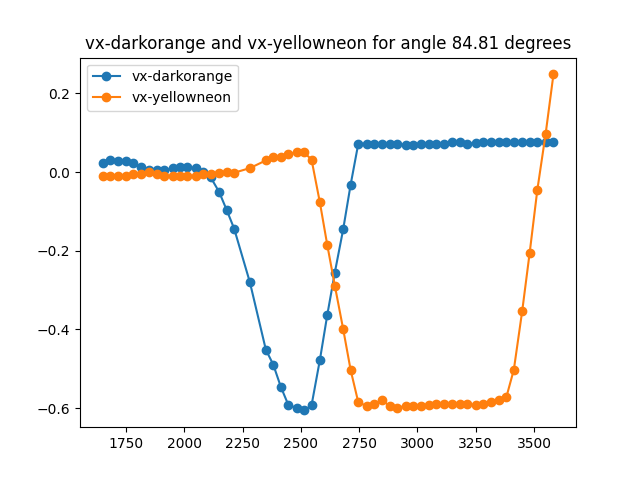 vx-darkorange and vx-yellowneon for angle 84.81 degrees
vx-darkorange
vx-yellowneon
0.2
0.0
−0.2
−0.4
−0.6
1750 2000 2250 2500 2750 3000 3250 3500